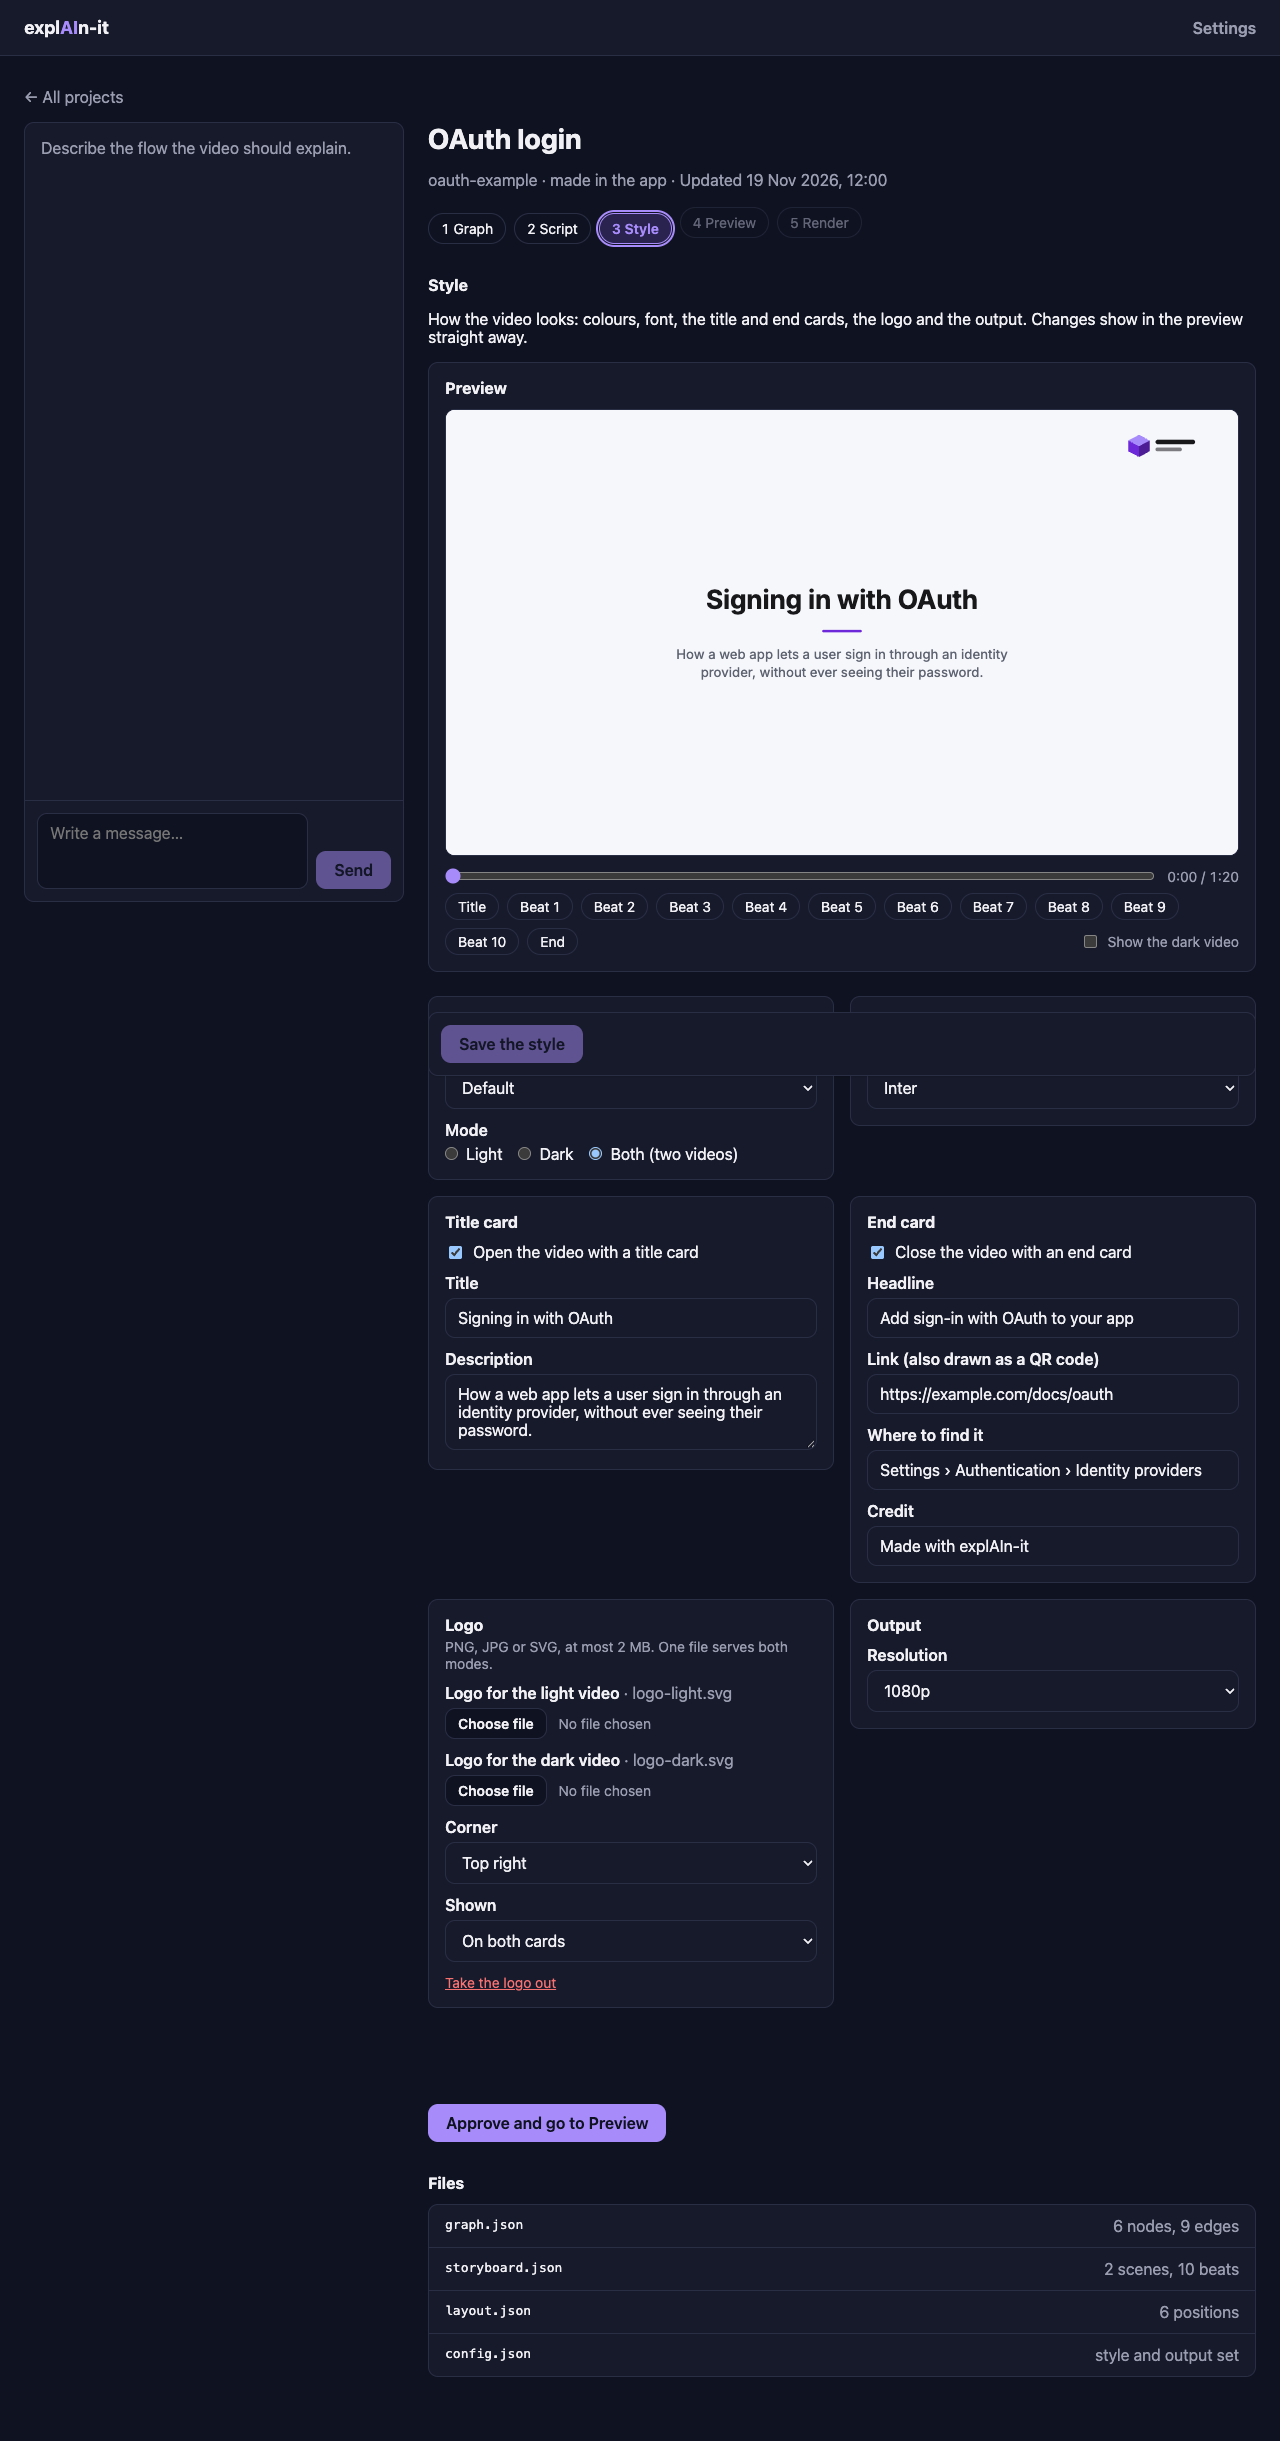 explAIn-it
Settings
← All projects
Describe the flow the video should explain.
Write a message...
Send
OAuth login
oauth-example · made in the app · Updated 19 Nov 2026, 12:00
1 Graph
2 Script
3 Style
4 Preview
5 Render
Style
How the video looks: colours, font, the title and end cards, the logo and the output. Changes show in the preview
straight away.
Preview
Signing in with OAuth
How a web app lets a user sign in through an identity
provider, without ever seeing their password.
0:00 / 1:20
Title
Beat 1
Beat 2
Beat 3
Beat 4
Beat 5
Beat 6
Beat 7
Beat 8
Beat 9
Beat 10
End
Show the dark video
Save the style
Default
Inter
Mode
Light
Dark
Both (two videos)
Title card
Open the video with a title card
Title
Signing in with OAuth
Description
How a web app lets a user sign in through an
identity provider, without ever seeing their
password.
End card
Close the video with an end card
Headline
Add sign-in with OAuth to your app
Link (also drawn as a QR code)
https://example.com/docs/oauth
Where to find it
Settings › Authentication › Identity providers
Credit
Made with explAIn-it
Logo
PNG, JPG or SVG, at most 2 MB. One file serves both
modes.
Logo for the light video · logo-light.svg
Choose file
No file chosen
Logo for the dark video · logo-dark.svg
Choose file
No file chosen
Corner
Top right
Shown
On both cards
Take the logo out
Output
Resolution
1080p
Approve and go to Preview
Files
graph.json
6 nodes, 9 edges
storyboard.json
2 scenes, 10 beats
layout.json
6 positions
config.json
style and output set